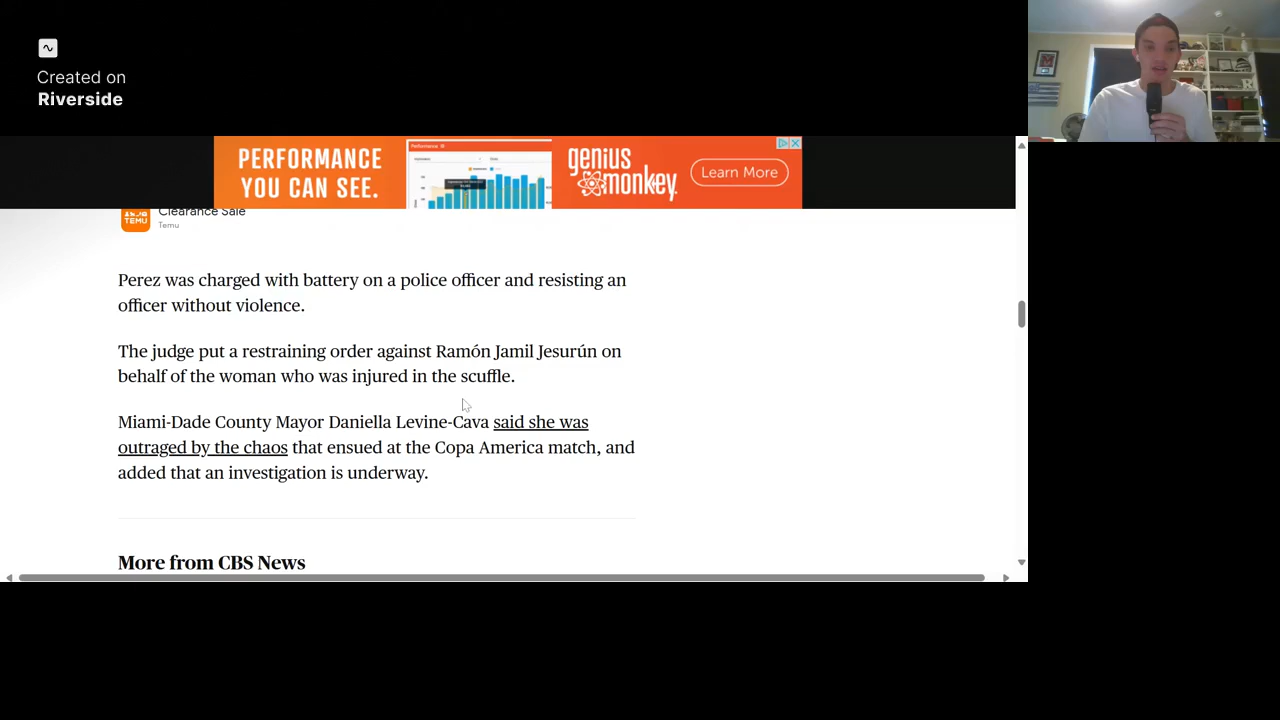 Created on
Riverside
PERFORMANCE
YOU CAN SEE.
Performance
genius
monkey
Learn More
Clearance Sale
TEMU
Temu
Perez was charged with battery on a police officer and resisting an
officer without violence.
The judge put a restraining order against Ramón Jamil Jesurún on
behalf of the woman who was injured in the scuffle.
Miami-Dade County Mayor Daniella Levine-Cava said she was
outraged by the chaos that ensued at the Copa America match, and
added that an investigation is underway.
More from CBS News